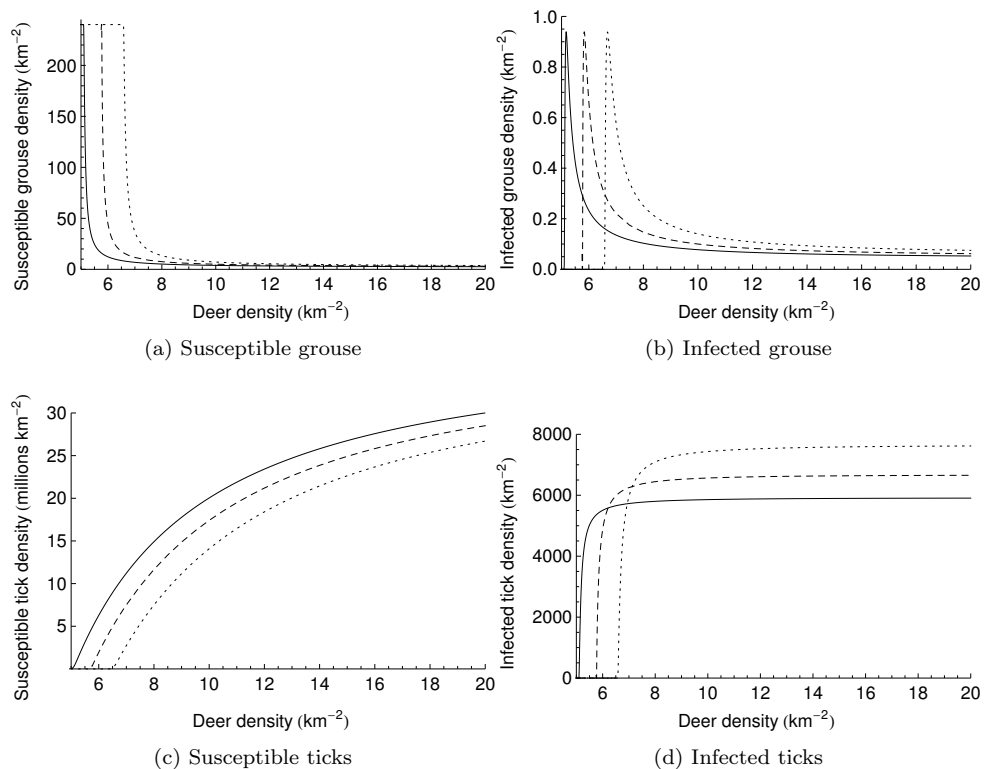 Susceptible grouse density (km⁻²)
200
150
100
50
0
6 8 10 12 14 16 18 20
Deer density (km⁻²)
(a) Susceptible grouse
Infected grouse density (km⁻²)
1.0
0.8
0.6
0.4
0.2
0.0
6 8 10 12 14 16 18 20
Deer density (km⁻²)
(b) Infected grouse
Susceptible tick density (millions km⁻²)
30
25
20
15
10
5
6 8 10 12 14 16 18 20
Deer density (km⁻²)
(c) Susceptible ticks
Infected tick density (km⁻²)
8000
6000
4000
2000
0
6 8 10 12 14 16 18 20
Deer density (km⁻²)
(d) Infected ticks